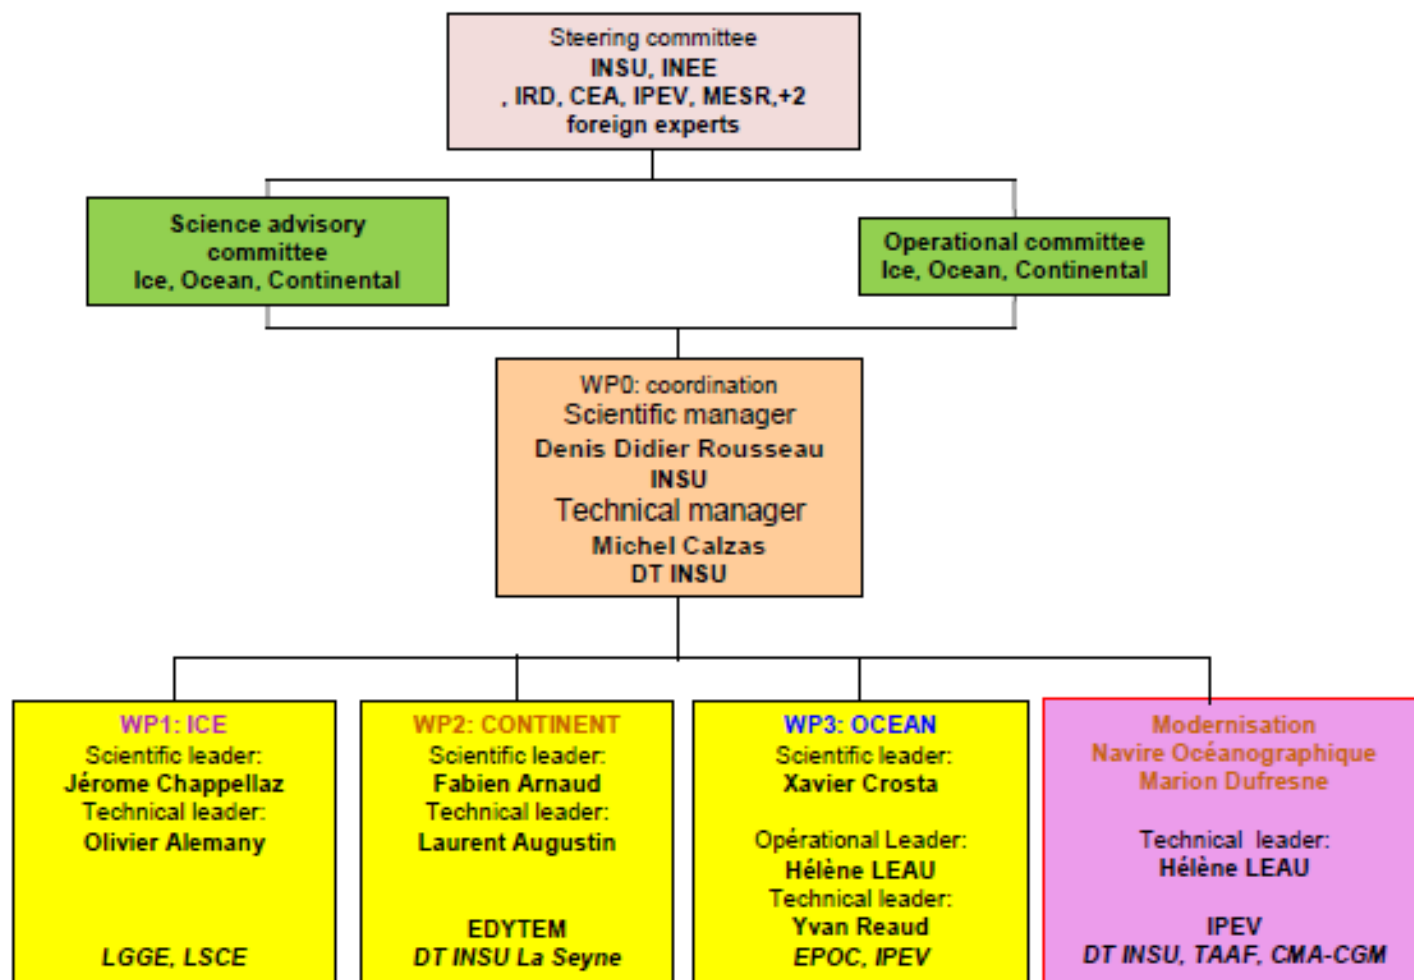 Steering committee
INSU, INEE
, IRD, CEA, IPEV, MESR,+2
foreign experts
Science advisory
committee
Ice, Ocean, Continental
Operational committee
Ice, Ocean, Continental
WP0: coordination
Scientific manager
Denis Didier Rousseau
INSU
Technical manager
Michel Calzas
DT INSU
WP1: ICE
Scientific leader:
Jérome Chappellaz
Technical leader:
Olivier Alemany
LGGE, LSCE
WP2: CONTINENT
Scientific leader:
Fabien Arnaud
Technical leader:
Laurent Augustin
EDYTEM
DT INSU La Seyne
WP3: OCEAN
Scientific leader:
Xavier Crosta
Opérational Leader:
Hélène LEAU
Technical leader:
Yvan Reaud
EPOC, IPEV
Modernisation
Navire Océanographique
Marion Dufresne
Technical leader:
Hélène LEAU
IPEV
DT INSU, TAAF, CMA-CGM